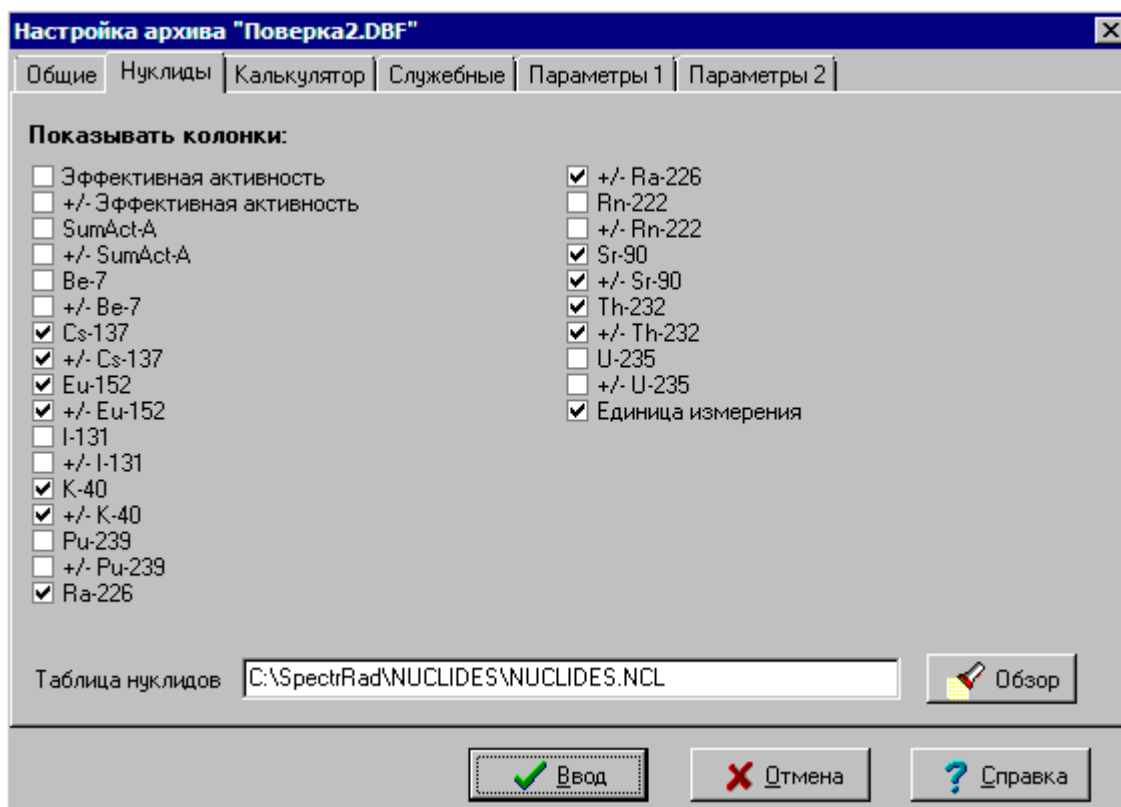 Настройка архива "Поверка2.DBF"
Общие Нуклиды Калькулятор Служебные Параметры 1 Параметры 2
Показывать колонки:
Эффективная активность
+/- Эффективная активность
SumAct-A
+/- SumAct-A
Be-7
+/- Be-7
Cs-137
+/- Cs-137
Eu-152
+/- Eu-152
I-131
+/- I-131
K-40
+/- K-40
Pu-239
+/- Pu-239
Ra-226
+/- Ra-226
Rn-222
+/- Rn-222
Sr-90
+/- Sr-90
Th-232
+/- Th-232
U-235
+/- U-235
Единица измерения
Таблица нуклидов C:\SpectrRad\NUCLIDES\NUCLIDES.NCL Обзор
Ввод Отмена Справка